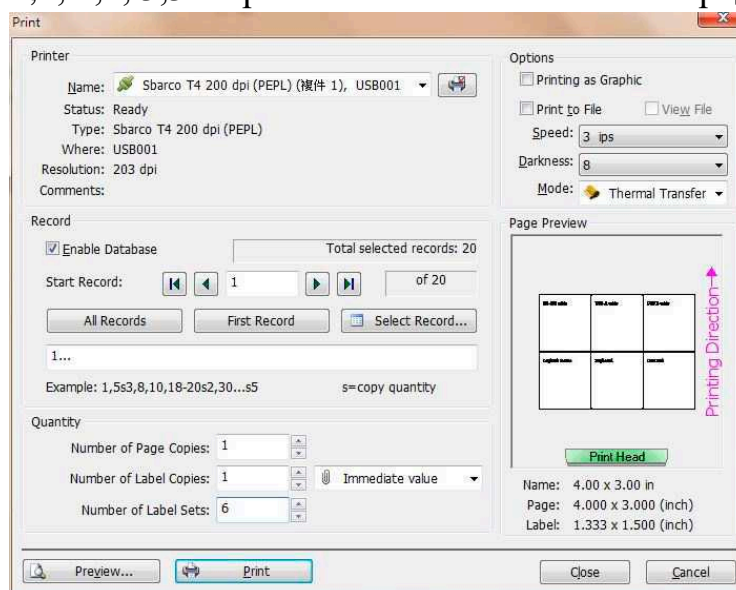 Print
Printer
Name: Sbarco T4 200 dpi (PEPL) (複件 1), USB001
Status: Ready
Type: Sbarco T4 200 dpi (PEPL)
Where: USB001
Resolution: 203 dpi
Comments:
Options
Printing as Graphic
Print to File View File
Speed: 3 ips
Darkness: 8
Mode: Thermal Transfer
Record
Enable Database Total selected records: 20
Start Record: 1 of 20
All Records First Record Select Record...
1...
Example: 1,5s3,8,10,18-20s2,30...s5 s=copy quantity
Quantity
Number of Page Copies: 1
Number of Label Copies: 1 Immediate value
Number of Label Sets: 6
Page Preview
Printing Direction
Print Head
Name: 4.00 x 3.00 in
Page: 4.000 x 3.000 (inch)
Label: 1.333 x 1.500 (inch)
Preview... Print Close Cancel